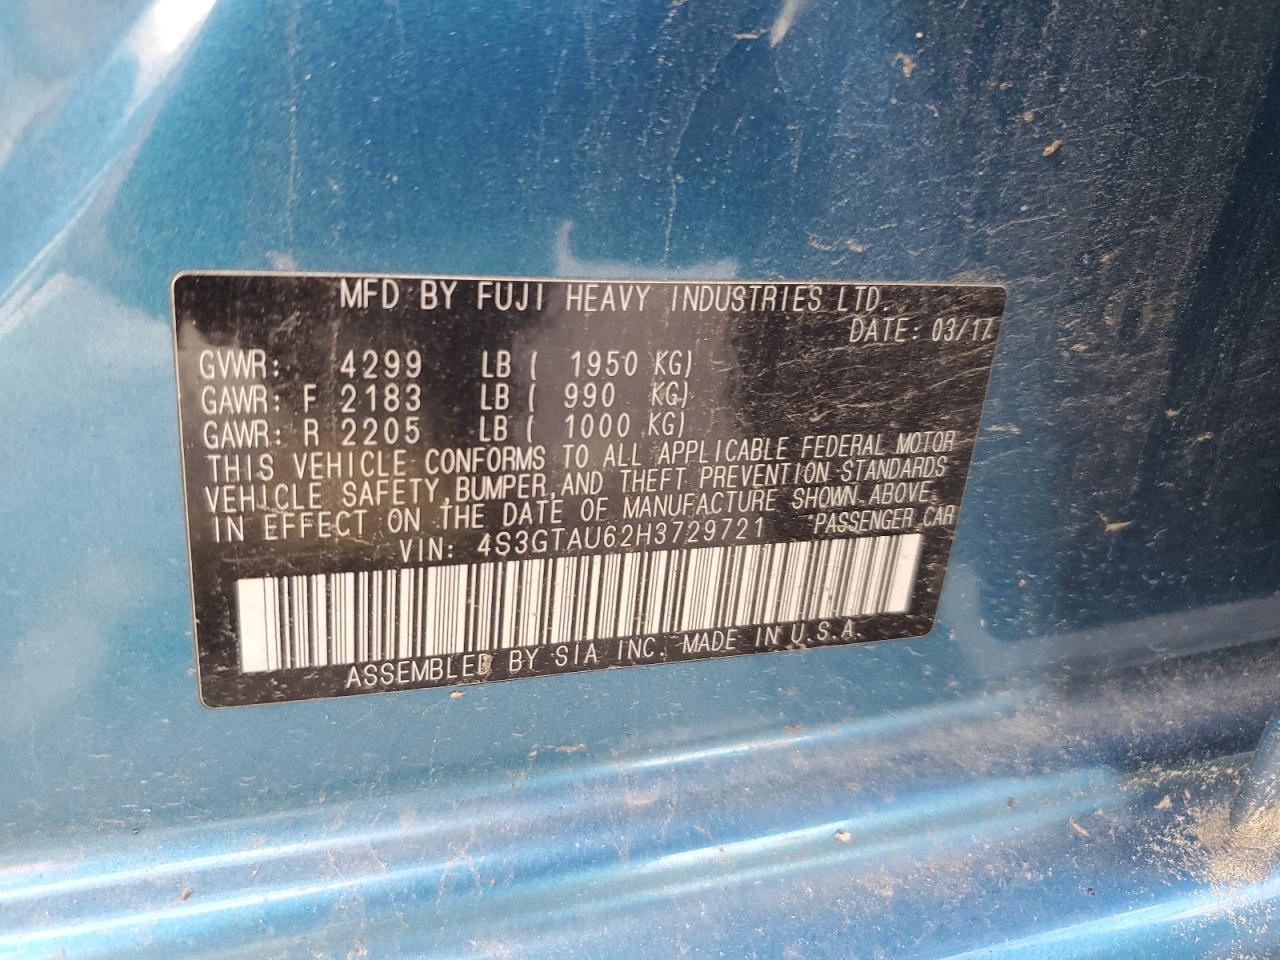 MFD BY FUJI HEAVY INDUSTRIES LTD.
DATE: 03/17
GVWR: 4299 LB ( 1950 KG)
GAWR: F 2183 LB ( 990 KG)
GAWR: R 2205 LB ( 1000 KG)
THIS VEHICLE CONFORMS TO ALL APPLICABLE FEDERAL MOTOR
VEHICLE SAFETY, BUMPER, AND THEFT PREVENTION STANDARDS
IN EFFECT ON THE DATE OF MANUFACTURE SHOWN ABOVE.
VIN: 4S3GTAU62H3729721 PASSENGER CAR
ASSEMBLED BY SIA INC. MADE IN U.S.A.